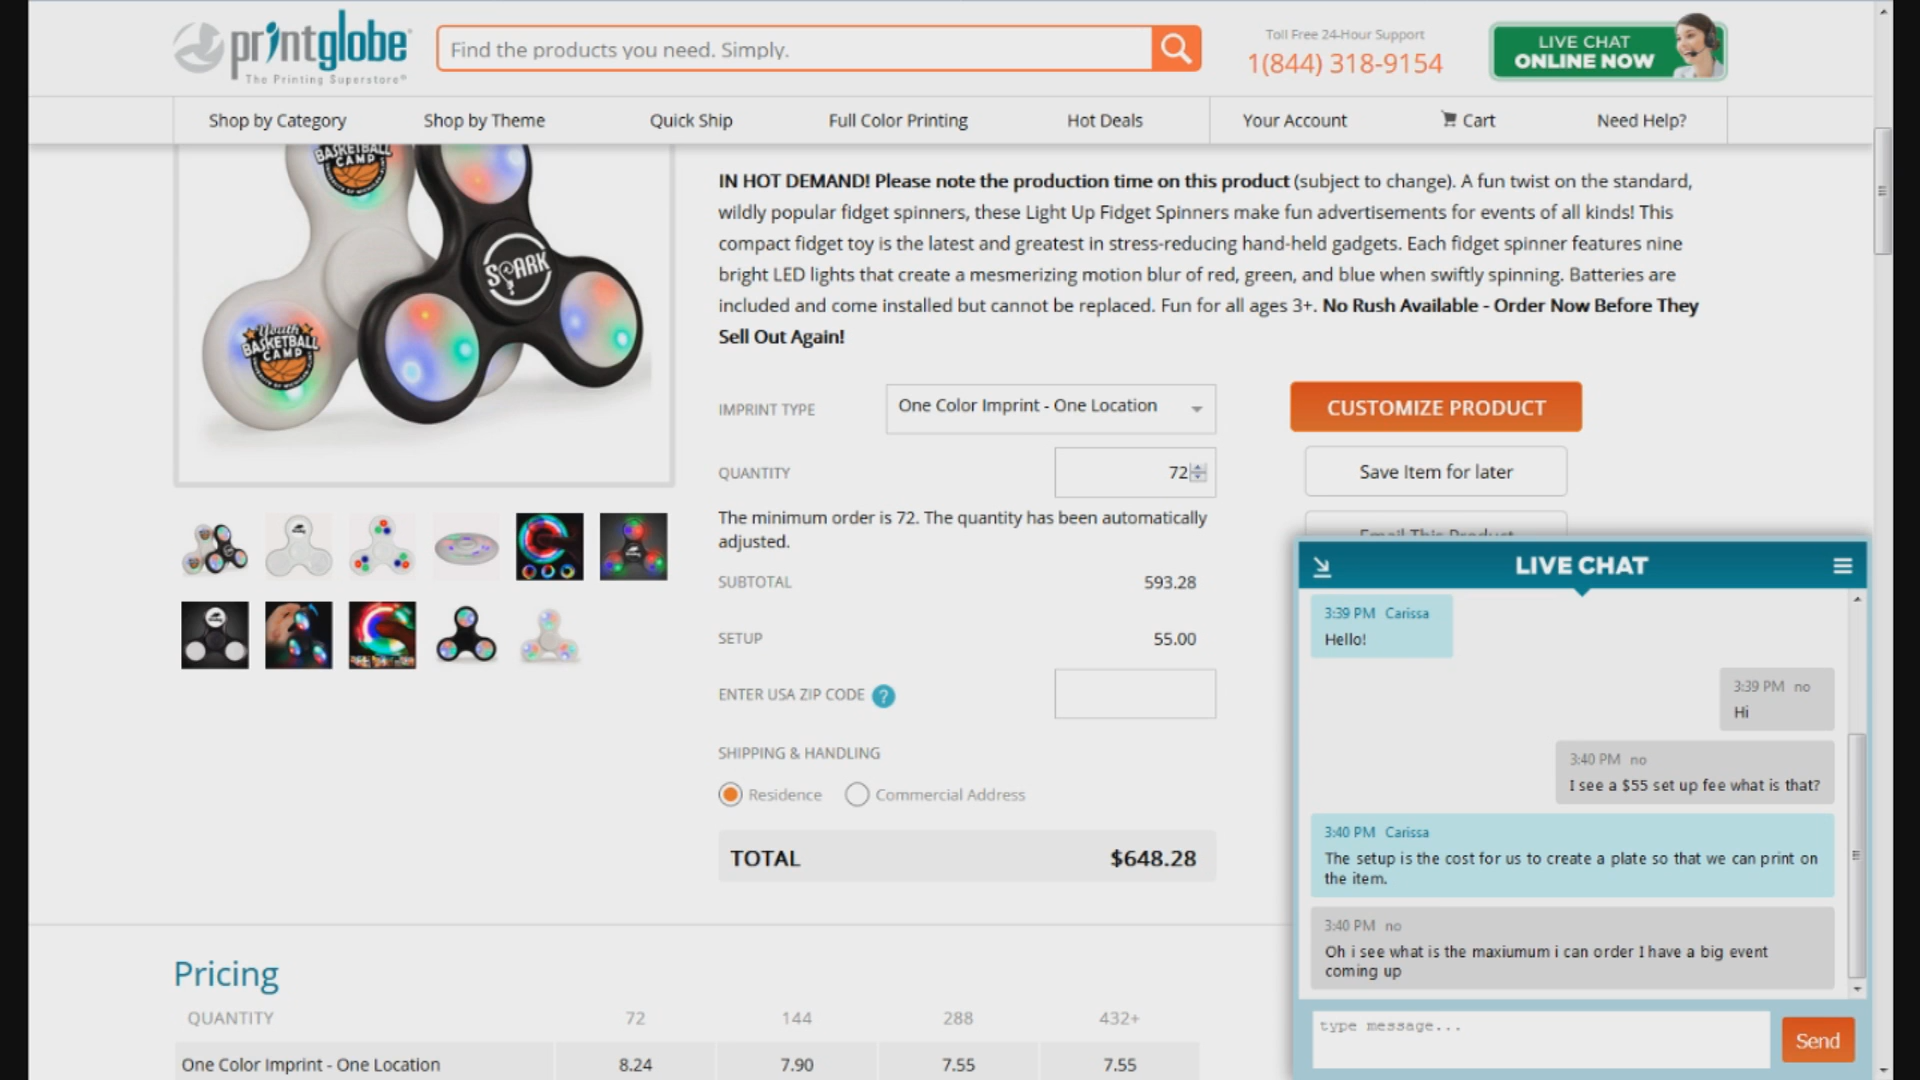 printglobe
The Printing Superstore®
Find the products you need. Simply.
Toll Free 24-Hour Support
1(844) 318-9154
LIVE CHAT
ONLINE NOW
Shop by Category
Shop by Theme
Quick Ship
Full Color Printing
Hot Deals
Your Account
Cart
Need Help?
BASKETBALL
CAMP
SPARK
Youth
BASKETBALL
CAMP
IN HOT DEMAND! Please note the production time on this product (subject to change). A fun twist on the standard,
wildly popular fidget spinners, these Light Up Fidget Spinners make fun advertisements for events of all kinds! This
compact fidget toy is the latest and greatest in stress-reducing hand-held gadgets. Each fidget spinner features nine
bright LED lights that create a mesmerizing motion blur of red, green, and blue when swiftly spinning. Batteries are
included and come installed but cannot be replaced. Fun for all ages 3+. No Rush Available - Order Now Before They
Sell Out Again!
IMPRINT TYPE
One Color Imprint - One Location
CUSTOMIZE PRODUCT
QUANTITY
72
Save Item for later
The minimum order is 72. The quantity has been automatically
adjusted.
Email This Product
SUBTOTAL
593.28
SETUP
55.00
ENTER USA ZIP CODE
?
SHIPPING & HANDLING
Residence
Commercial Address
TOTAL
$648.28
Pricing
QUANTITY
72
144
288
432+
One Color Imprint - One Location
8.24
7.90
7.55
7.55
LIVE CHAT
3:39 PM Carissa
Hello!
3:39 PM no
Hi
3:40 PM no
I see a $55 set up fee what is that?
3:40 PM Carissa
The setup is the cost for us to create a plate so that we can print on
the item.
3:40 PM no
Oh i see what is the maxiumum i can order I have a big event
coming up
type message...
Send